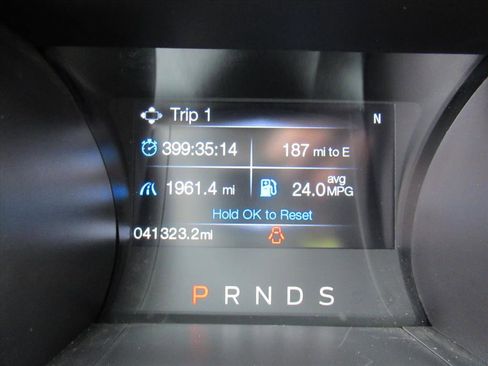 Trip 1 N
399:35:14 187 mi to E
1961.4 mi 24.0 avg MPG
Hold OK to Reset
041323.2mi
P R N D S